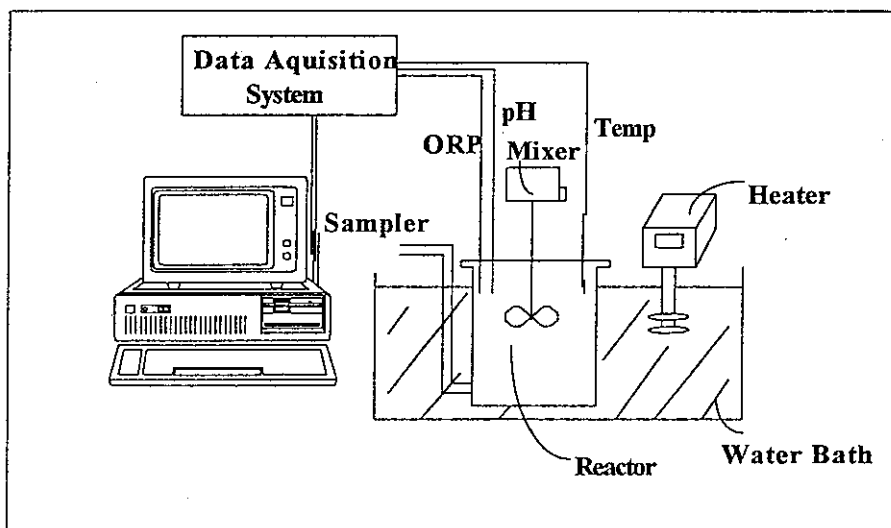 Data Aquisition
System
pH
Temp
ORP
Mixer
Heater
Sampler
Reactor
Water Bath